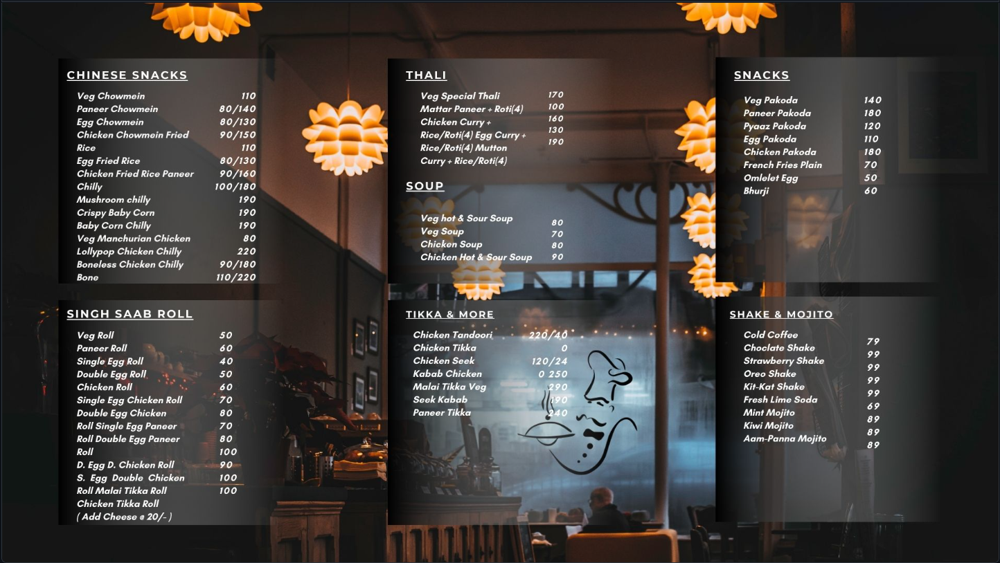 CHINESE SNACKS
Veg Chowmein 110
Paneer Chowmein 80/140
Egg Chowmein 80/130
Chicken Chowmein Fried 90/150
Rice 110
Egg Fried Rice 80/130
Chicken Fried Rice Paneer 90/160
Chilly 100/180
Mushroom chilly 190
Crispy Baby Corn 190
Baby Corn Chilly 190
Veg Manchurian Chicken 80
Lollypop Chicken Chilly 220
Boneless Chicken Chilly 90/180
Bone 110/220
THALI
Veg Special Thali 170
Mattar Paneer + Roti(4) 100
Chicken Curry + 160
Rice/Roti(4) Egg Curry + 130
Rice/Roti(4) Mutton 190
Curry + Rice/Roti(4)
SOUP
Veg hot & Sour Soup 80
Veg Soup 70
Chicken Soup 80
Chicken Hot & Sour Soup 90
SNACKS
Veg Pakoda 140
Paneer Pakoda 180
Pyaaz Pakoda 120
Egg Pakoda 110
Chicken Pakoda 180
French Fries Plain 70
Omlelet Egg 50
Bhurji 60
SINGH SAAB ROLL
Veg Roll 50
Paneer Roll 60
Single Egg Roll 40
Double Egg Roll 50
Chicken Roll 60
Single Egg Chicken Roll 70
Double Egg Chicken 80
Roll Single Egg Paneer 70
Roll Double Egg Paneer 80
Roll 100
D. Egg D. Chicken Roll 90
S. Egg Double Chicken 100
Roll Malai Tikka Roll 100
Chicken Tikka Roll
( Add Cheese @ 20/- )
TIKKA & MORE
Chicken Tandoori 220/40
Chicken Tikka 0
Chicken Seek 120/24
Kabab Chicken 0 250
Malai Tikka Veg 290
Seek Kabab 190
Paneer Tikka 240
SHAKE & MOJITO
Cold Coffee 79
Choclate Shake 99
Strawberry Shake 99
Oreo Shake 99
Kit-Kat Shake 99
Fresh Lime Soda 69
Mint Mojito 89
Kiwi Mojito 89
Aam-Panna Mojito 89